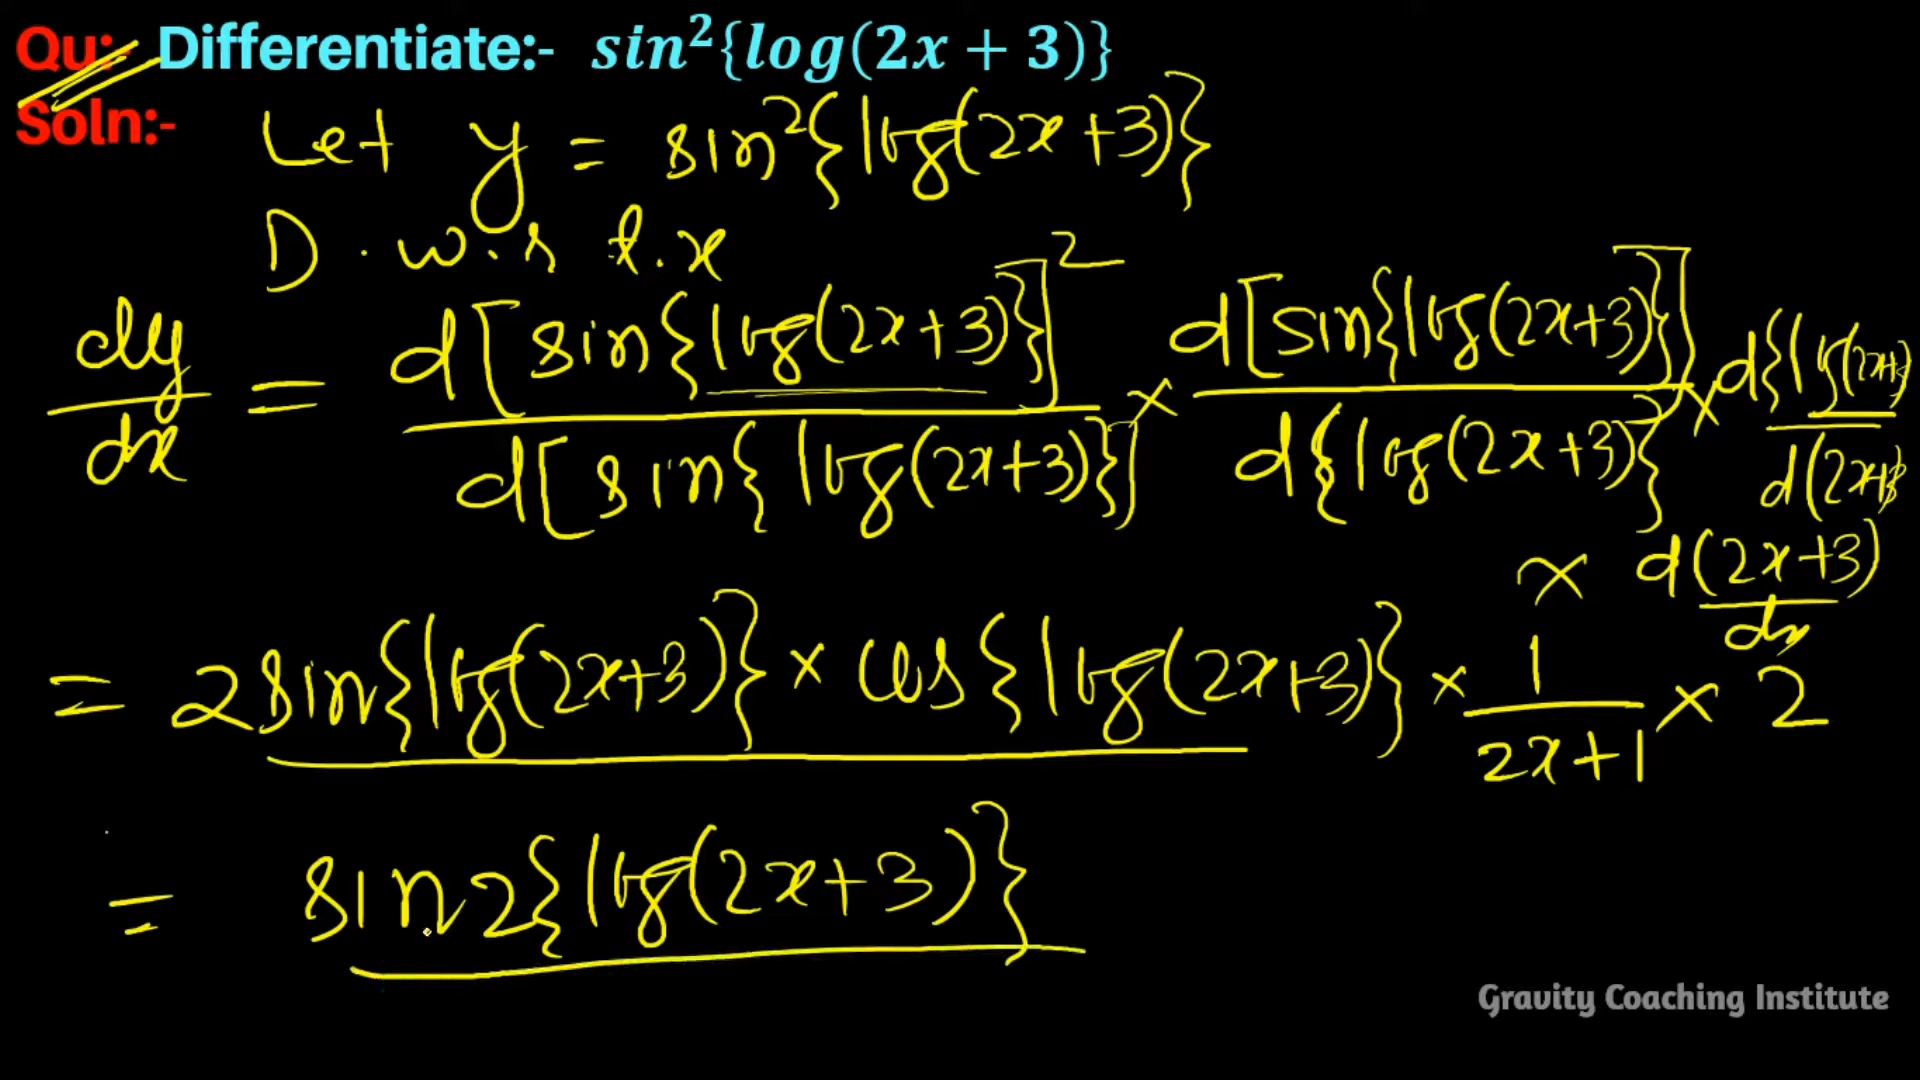 Qu:- Differentiate:- sin²{log(2x + 3)}
Soln:- Let y = sin²{log(2x+3)}
D.w.r.t.x
dy/dx = d[sin{log(2x+3)}]²/d[sin{log(2x+3)}] × d[sin{log(2x+3)}]/d{log(2x+3)} × d{log(2x+3)}/d(2x+3)
× d(2x+3)/dx
= 2sin{log(2x+3)} × cos{log(2x+3)} × 1/2x+1 × 2
= sin2{log(2x+3)}
Gravity Coaching Institute